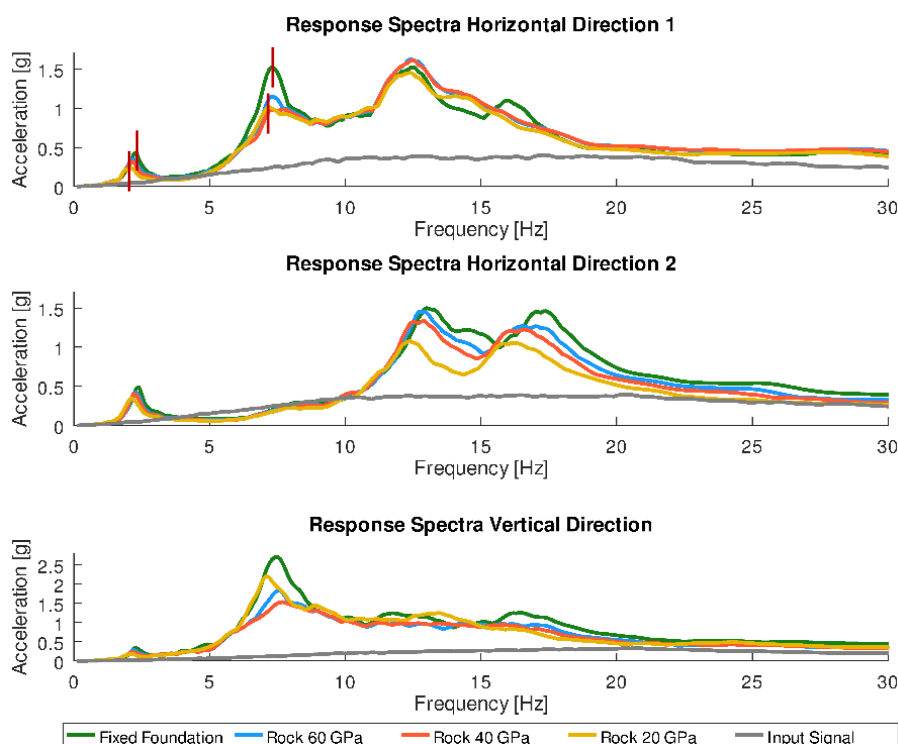 Response Spectra Horizontal Direction 1
Acceleration [g]
1.5
1
0.5
0
0 5 10 15 20 25 30
Frequency [Hz]
Response Spectra Horizontal Direction 2
Acceleration [g]
1.5
1
0.5
0
0 5 10 15 20 25 30
Frequency [Hz]
Response Spectra Vertical Direction
Acceleration [g]
2.5
2
1.5
1
0.5
0
0 5 10 15 20 25 30
Frequency [Hz]
Fixed Foundation Rock 60 GPa Rock 40 GPa Rock 20 GPa Input Signal